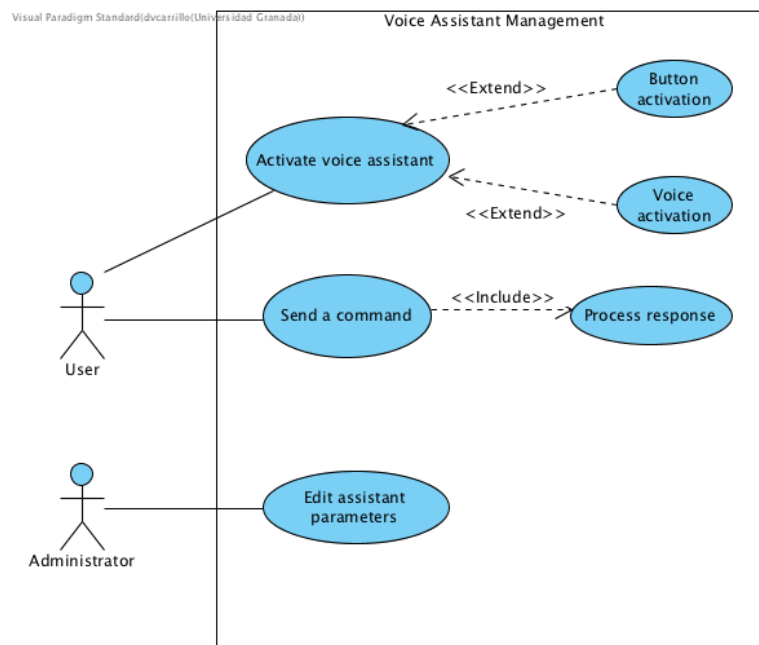 Visual Paradigm Standard(dvcarrillo(Universidad Granada))
Voice Assistant Management
<<Extend>>
Button
activation
Activate voice assistant
<<Extend>>
Voice
activation
Send a command
<<Include>>
Process response
User
Edit assistant
parameters
Administrator